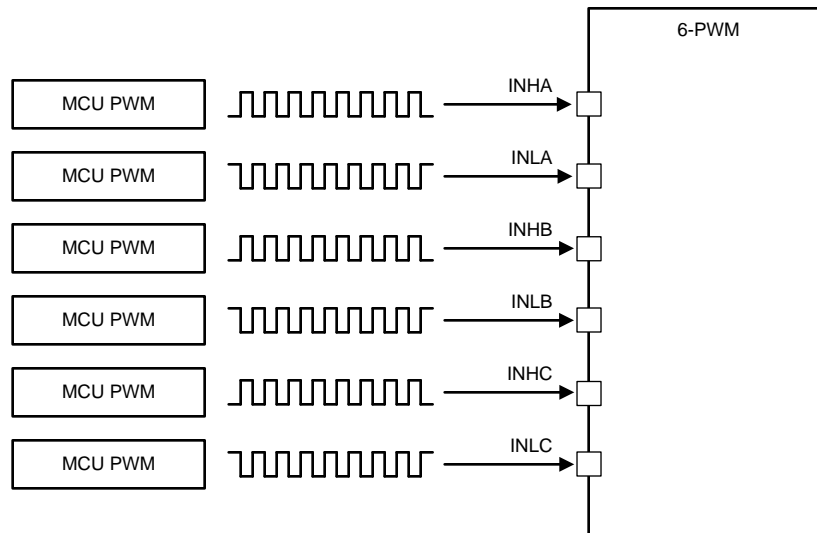 6-PWM
MCU PWM
INHA
MCU PWM
INLA
MCU PWM
INHB
MCU PWM
INLB
MCU PWM
INHC
MCU PWM
INLC